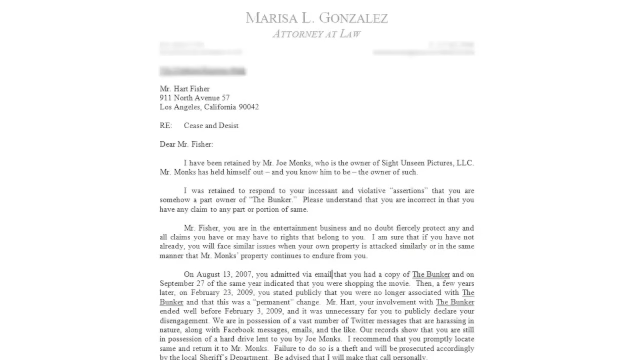 MARISA L. GONZALEZ
ATTORNEY AT LAW
Mr. Hart Fisher
911 North Avenue 57
Los Angeles, California 90042
RE: Cease and Desist
Dear Mr. Fisher:
I have been retained by Mr. Joe Monks, who is the owner of Sight Unseen Pictures, LLC.
Mr. Monks has held himself out – and you know him to be – the owner of such.
I was retained to respond to your incessant and violative “assertions” that you are
somehow a part owner of “The Bunker.” Please understand that you are incorrect in that you
have any claim to any part or portion of same.
Mr. Fisher, you are in the entertainment business and no doubt fiercely protect any and
all claims you have or may have to rights that belong to you. I am sure that if you have not
already, you will face similar issues when your own property is attacked similarly or in the same
manner that Mr. Monks’ property continues to endure from you.
On August 13, 2007, you admitted via email that you had a copy of The Bunker and on
September 27 of the same year indicated that you were shopping the movie. Then, a few years
later, on February 23, 2009, you stated publicly that you were no longer associated with The
Bunker and that this was a “permanent” change. Mr. Hart, your involvement with The Bunker
ended well before February 3, 2009, and it was unnecessary for you to publicly declare your
disengagement. We are in possession of a vast number of Twitter messages that are harassing in
nature, along with Facebook messages, emails, and the like. Our records show that you are still
in possession of a hard drive lent to you by Joe Monks. I recommend that you promptly locate
same and return it to Mr. Monks. Failure to do so is a theft and will be prosecuted accordingly
by the local Sheriff’s Department. Be advised that I will make that call personally.